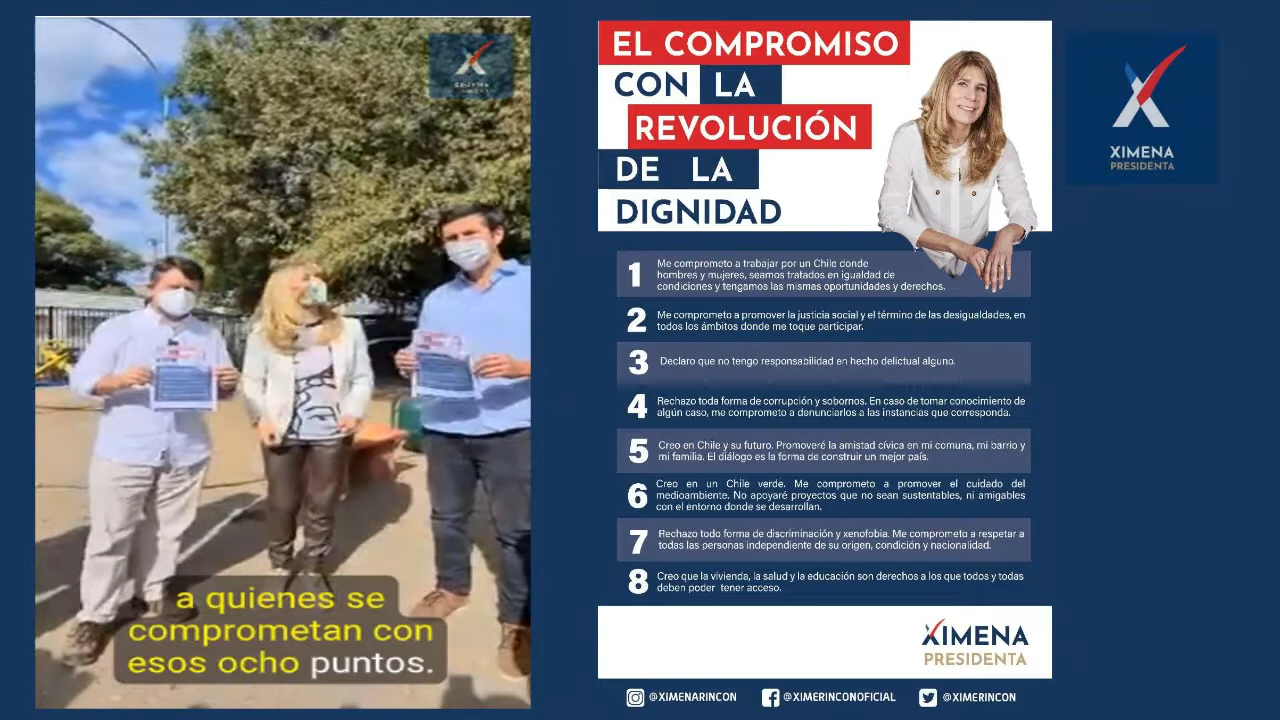 a quienes se
comprometan con
esos ocho puntos.
EL COMPROMISO
CON LA
REVOLUCIÓN
DE LA
DIGNIDAD
1
Me comprometo a trabajar por un Chile donde
hombres y mujeres, seamos tratados en igualdad de
condiciones y tengamos las mismas oportunidades y derechos.
2
Me comprometo a promover la justicia social y el término de las desigualdades, en
todos los ámbitos donde me toque participar.
3
Declaro que no tengo responsabilidad en hecho delictual alguno.
4
Rechazo toda forma de corrupción y sobornos. En caso de tomar conocimiento de
algún caso, me comprometo a denunciarlos a las instancias que corresponda.
5
Creo en Chile y su futuro. Promoveré la amistad cívica en mi comuna, mi barrio y
mi familia. El diálogo es la forma de construir un mejor país.
6
Creo en un Chile verde. Me comprometo a promover el cuidado del
medioambiente. No apoyaré proyectos que no sean sustentables, ni amigables
con el entorno donde se desarrollan.
7
Rechazo todo forma de discriminación y xenofobia. Me comprometo a respetar a
todas las personas independiente de su origen, condición y nacionalidad.
8
Creo que la vivienda, la salud y la educación son derechos a los que todos y todas
deben poder tener acceso.
XIMENA
PRESIDENTA
@XIMENARINCON
@XIMERINCONOFICIAL
@XIMERINCON
XIMENA
PRESIDENTA